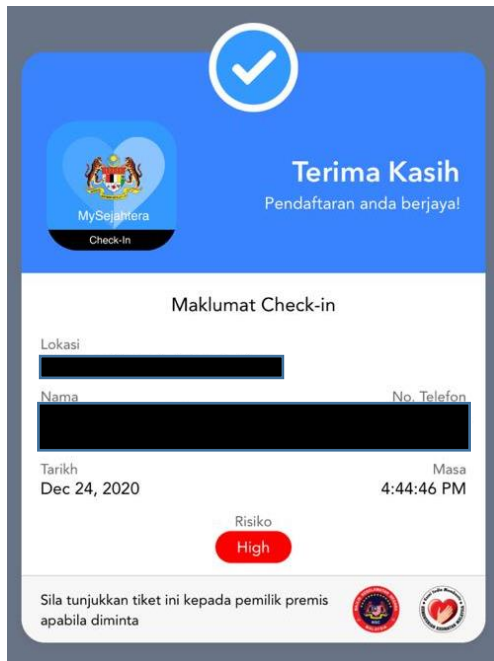 MySejahtera
Check-In
Terima Kasih
Pendaftaran anda berjaya!
Maklumat Check-in
Lokasi
Nama No. Telefon
Tarikh Masa
Dec 24, 2020 4:44:46 PM
Risiko
High
Sila tunjukkan tiket ini kepada pemilik premis
apabila diminta